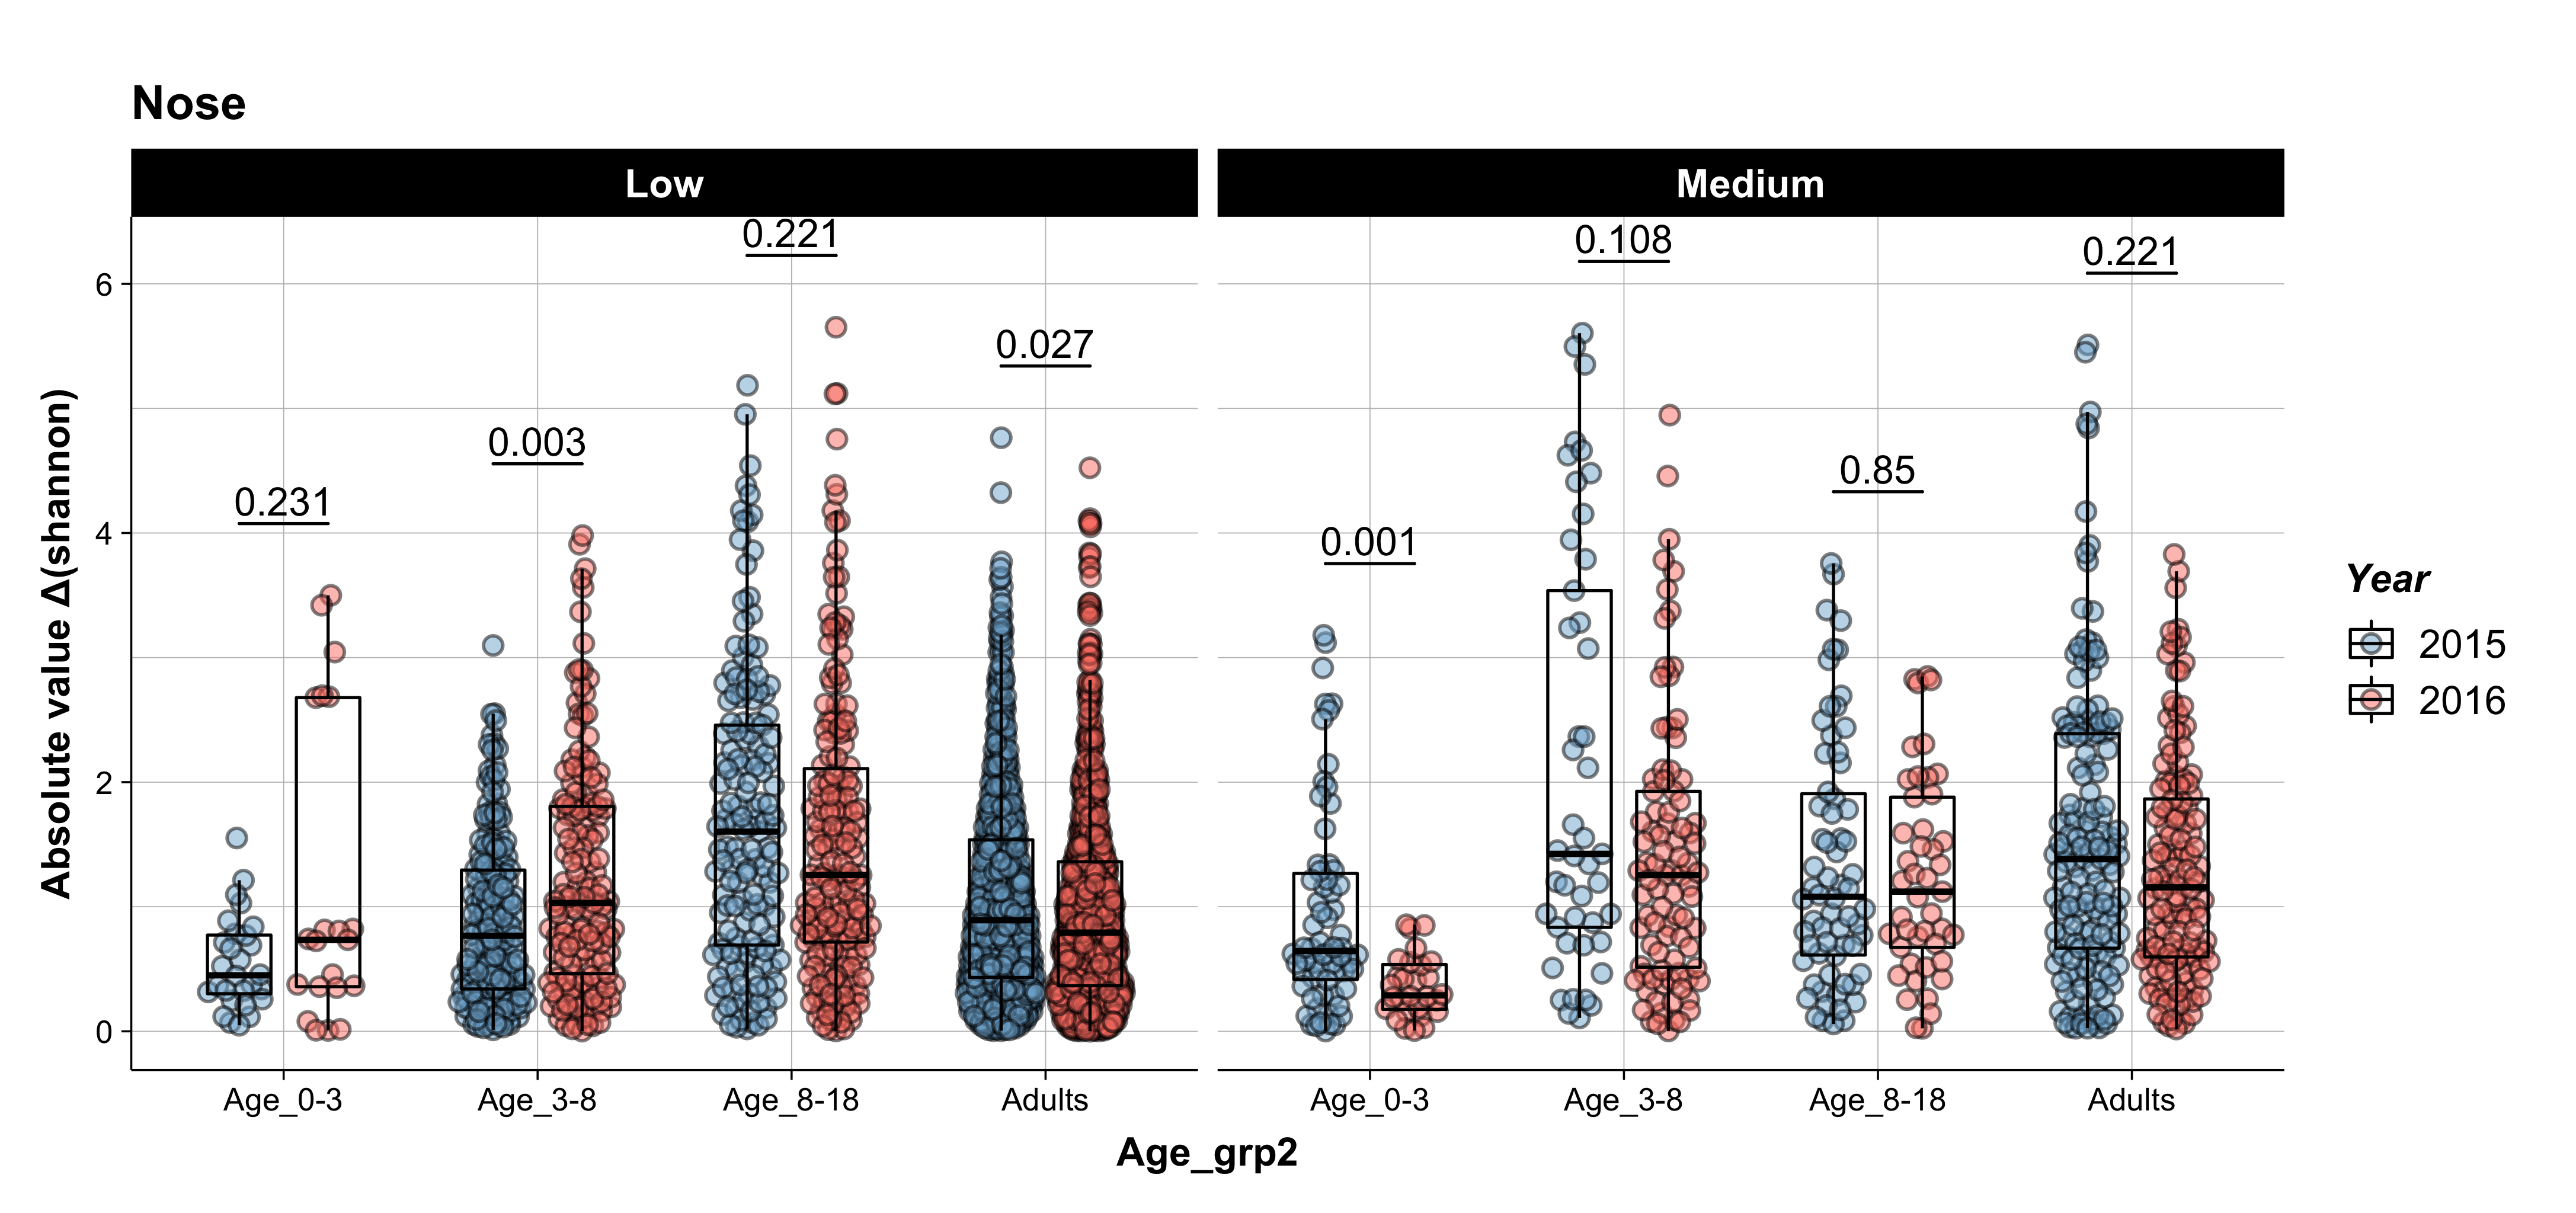 Nose
Low
Medium
0.231
0.003
0.221
0.027
0.001
0.108
0.85
0.221
Absolute value Δ(shannon)
6
4
2
0
Age_0-3
Age_3-8
Age_8-18
Adults
Age_0-3
Age_3-8
Age_8-18
Adults
Age_grp2
Year
2015
2016